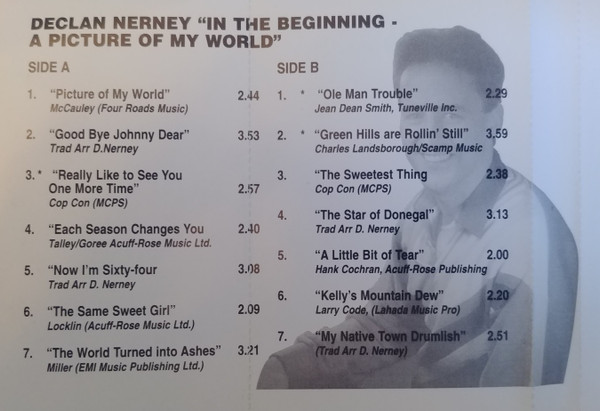 DECLAN NERNEY “IN THE BEGINNING -
A PICTURE OF MY WORLD”
SIDE A
1. “Picture of My World” 2.44
McCauley (Four Roads Music)
2. “Good Bye Johnny Dear” 3.53
Trad Arr D.Nerney
3.* “Really Like to See You
One More Time” 2.57
Cop Con (MCPS)
4. “Each Season Changes You 2.40
Talley/Goree Acuff-Rose Music Ltd.
5. “Now I’m Sixty-four 3.08
Trad Arr D. Nerney
6. “The Same Sweet Girl” 2.09
Locklin (Acuff-Rose Music Ltd.)
7. “The World Turned into Ashes” 3.21
Miller (EMI Music Publishing Ltd.)
SIDE B
1. * “Ole Man Trouble” 2.29
Jean Dean Smith, Tuneville Inc.
2. * “Green Hills are Rollin’ Still” 3.59
Charles Landsborough/Scamp Music
3. “The Sweetest Thing 2.38
Cop Con (MCPS)
4. “The Star of Donegal” 3.13
Trad Arr D. Nerney
5. “A Little Bit of Tear” 2.00
Hank Cochran, Acuff-Rose Publishing
6. “Kelly’s Mountain Dew” 2.20
Larry Code, (Lahada Music Pro)
7. “My Native Town Drumlish” 2.51
(Trad Arr D. Nerney)